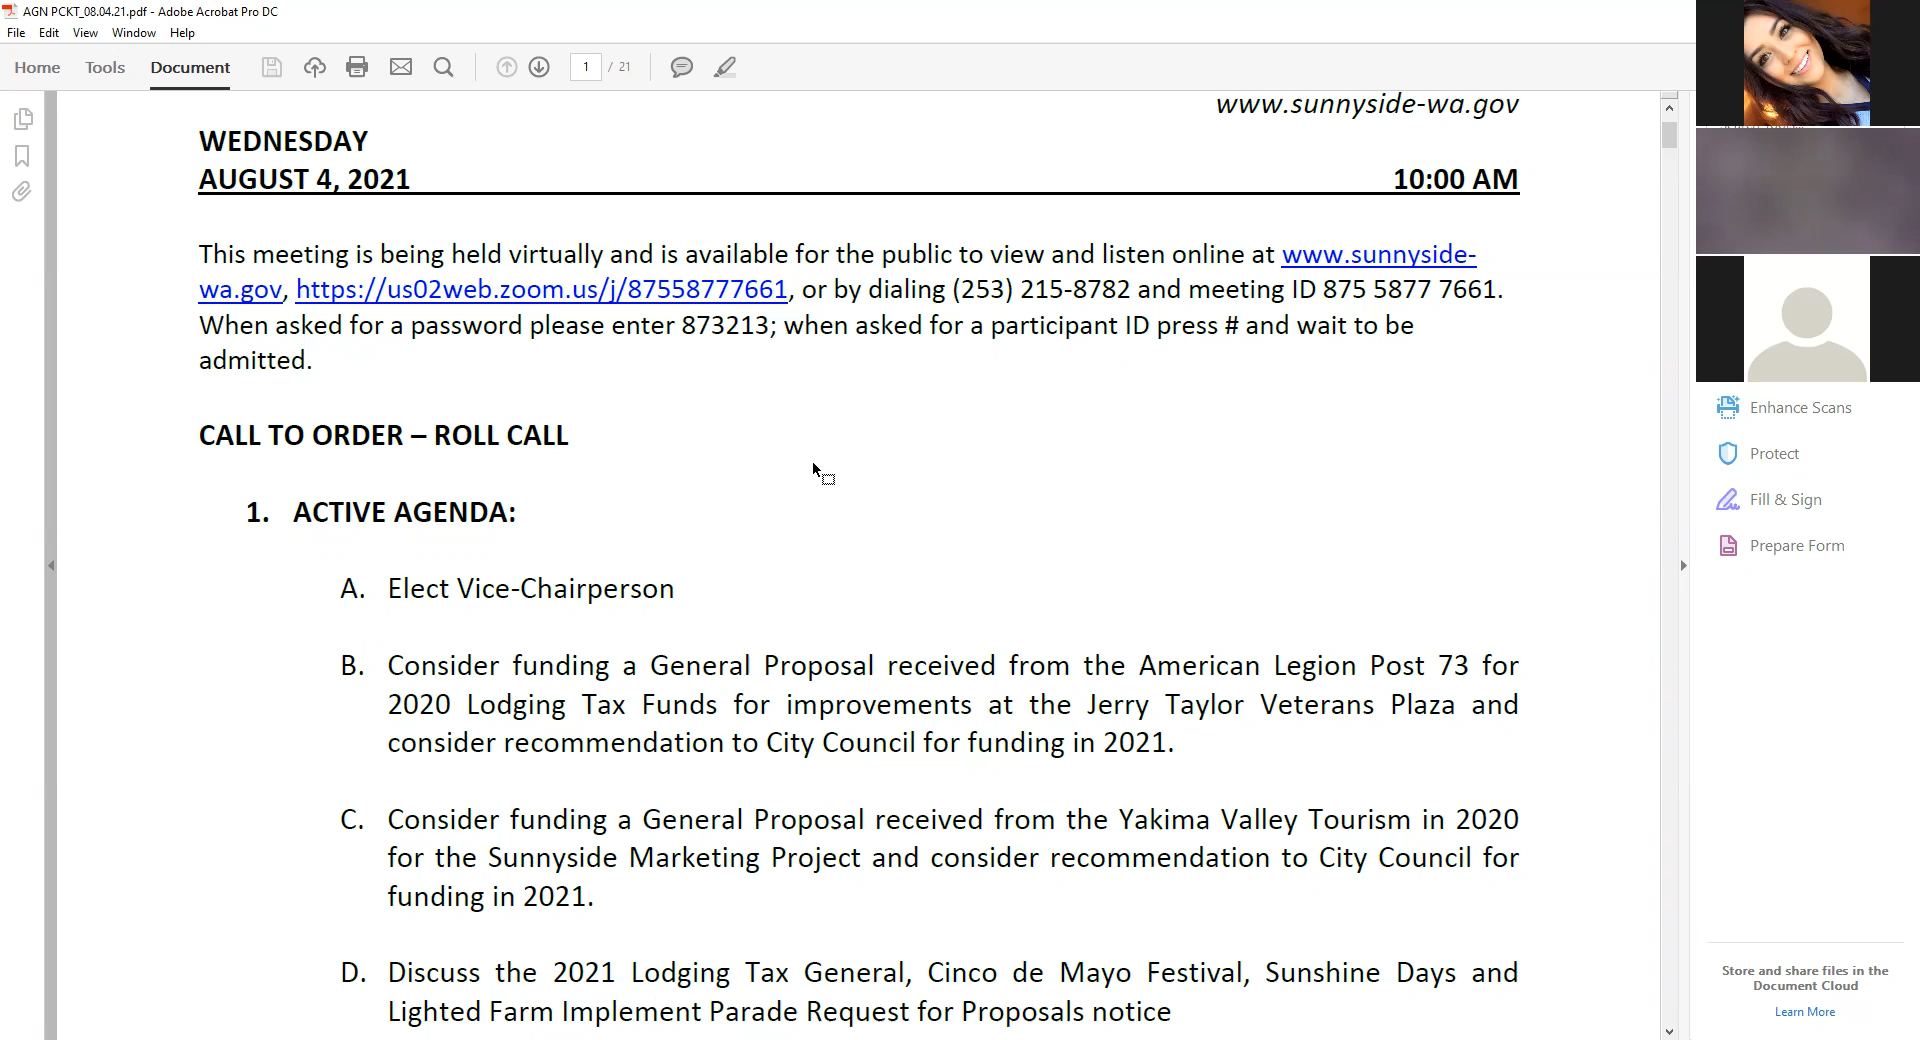 AGN PCKT_08.04.21.pdf - Adobe Acrobat Pro DC
File Edit View Window Help
Home Tools Document 1 / 21
www.sunnyside-wa.gov
WEDNESDAY
AUGUST 4, 2021 10:00 AM
This meeting is being held virtually and is available for the public to view and listen online at www.sunnyside-
wa.gov, https://us02web.zoom.us/j/87558777661, or by dialing (253) 215-8782 and meeting ID 875 5877 7661.
When asked for a password please enter 873213; when asked for a participant ID press # and wait to be
admitted.
CALL TO ORDER – ROLL CALL
1. ACTIVE AGENDA:
A. Elect Vice-Chairperson
B. Consider funding a General Proposal received from the American Legion Post 73 for
2020 Lodging Tax Funds for improvements at the Jerry Taylor Veterans Plaza and
consider recommendation to City Council for funding in 2021.
C. Consider funding a General Proposal received from the Yakima Valley Tourism in 2020
for the Sunnyside Marketing Project and consider recommendation to City Council for
funding in 2021.
D. Discuss the 2021 Lodging Tax General, Cinco de Mayo Festival, Sunshine Days and
Lighted Farm Implement Parade Request for Proposals notice
Enhance Scans
Protect
Fill & Sign
Prepare Form
Store and share files in the
Document Cloud
Learn More